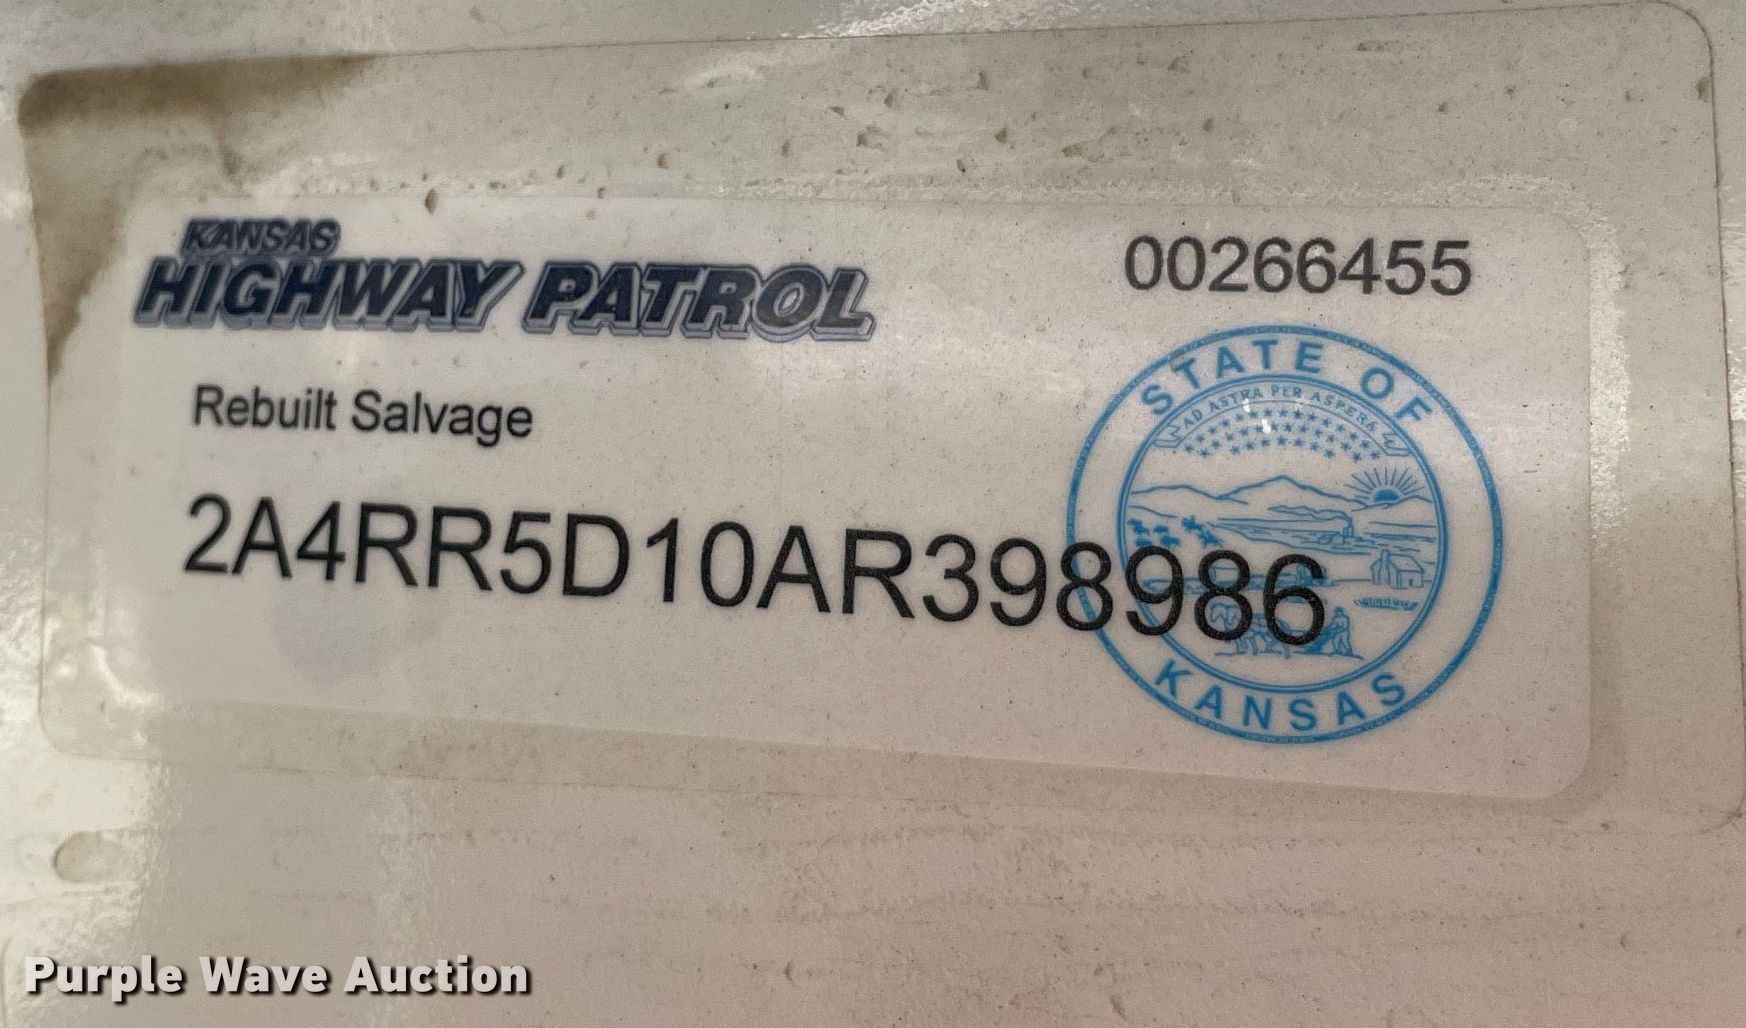 KANSAS
HIGHWAY PATROL
00266455
Rebuilt Salvage
2A4RR5D10AR398986
STATE OF
AD ASTRA PER ASPERA
KANSAS
Purple Wave Auction